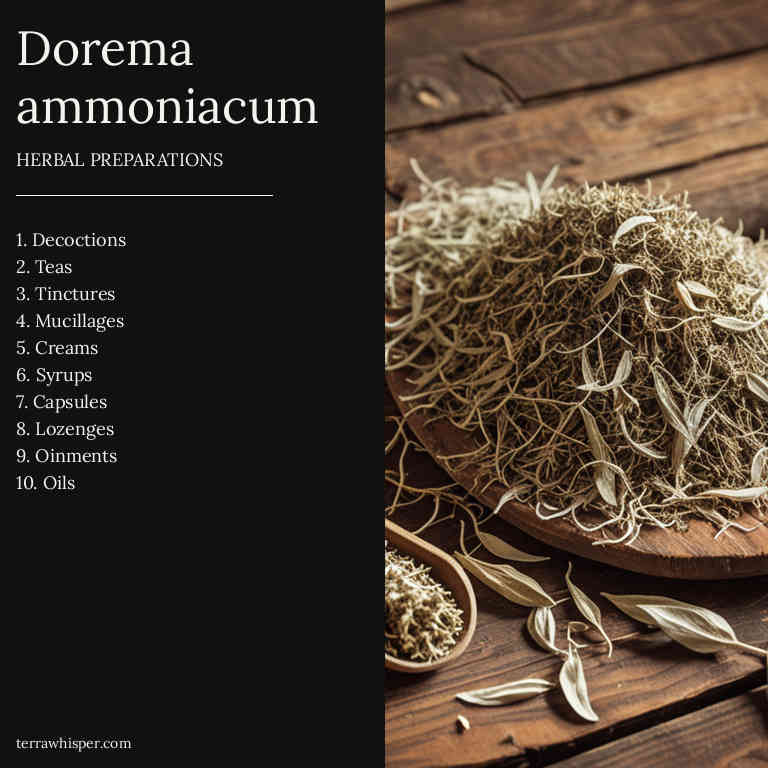 Dorema
ammoniacum
HERBAL PREPARATIONS
1. Decoctions
2. Teas
3. Tinctures
4. Mucillages
5. Creams
6. Syrups
7. Capsules
8. Lozenges
9. Oinments
10. Oils
terrawhisper.com